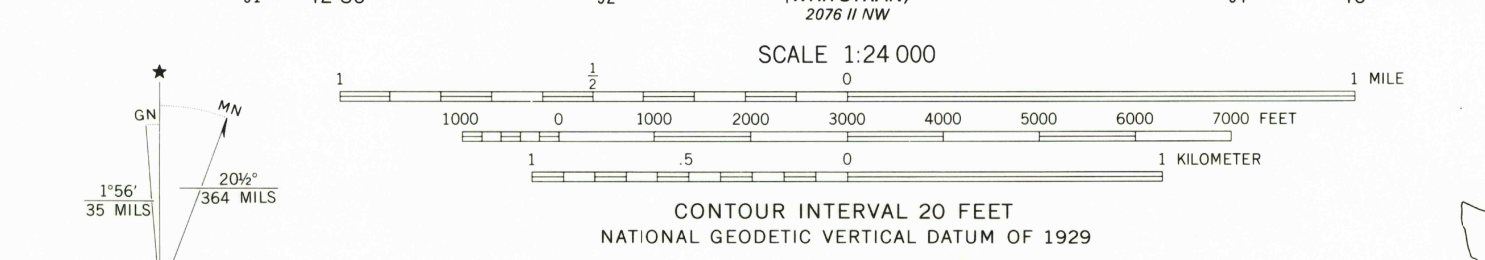 2076 II NW
SCALE 1:24 000
1 1/2 0 1 MILE
1000 0 1000 2000 3000 4000 5000 6000 7000 FEET
1 .5 0 1 KILOMETER
CONTOUR INTERVAL 20 FEET
NATIONAL GEODETIC VERTICAL DATUM OF 1929
★
GN
MN
1°56′
35 MILS
20½°
364 MILS